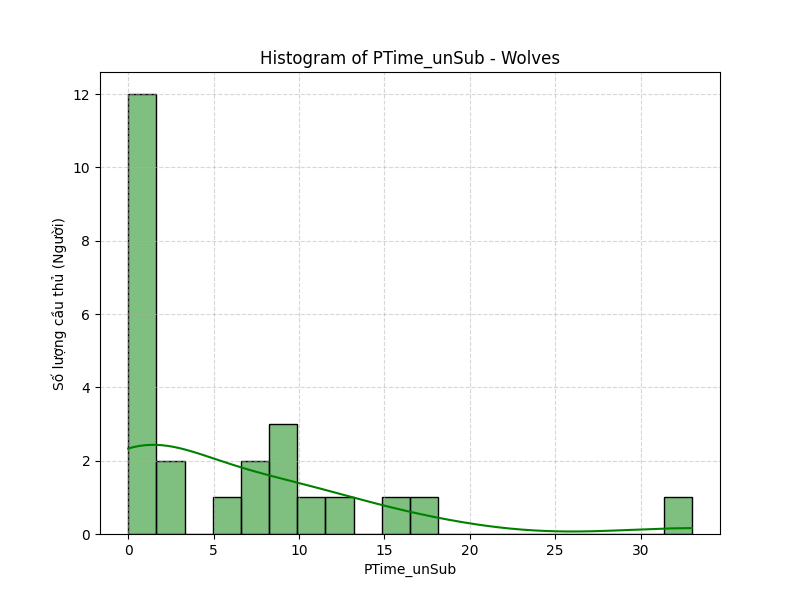 Histogram of PTime_unSub - Wolves
12
10
8
6
4
2
0
Số lượng cầu thủ (Người)
0 5 10 15 20 25 30
PTime_unSub